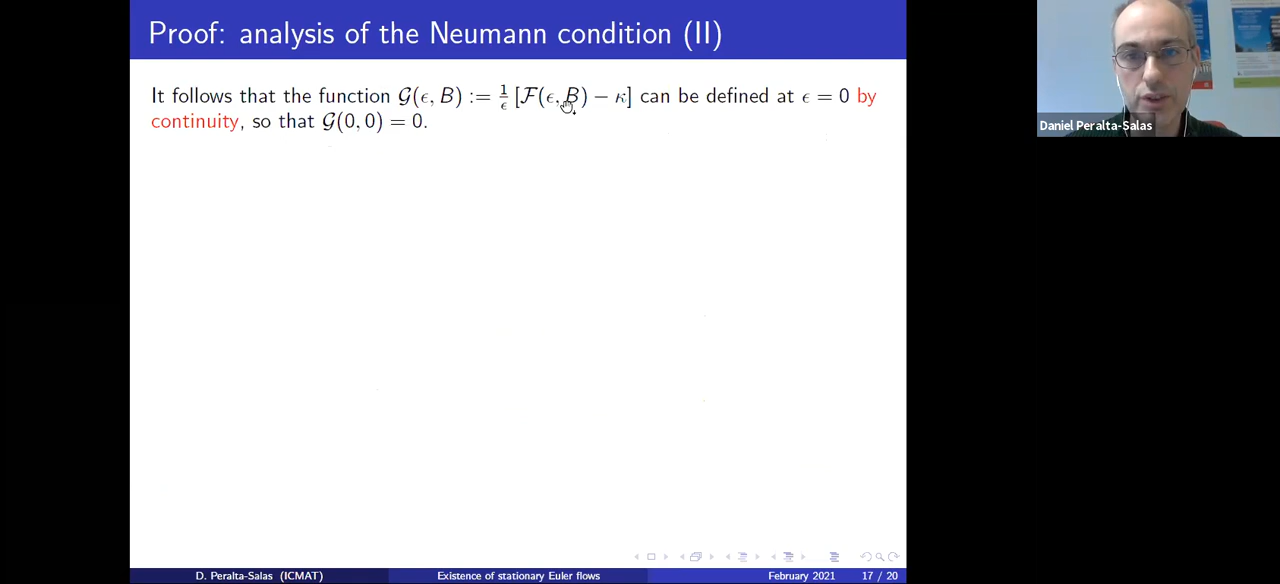 Proof: analysis of the Neumann condition (II)
It follows that the function 𝒢(ϵ, B) := 1/ϵ [ℱ(ϵ, B) − κ] can be defined at ϵ = 0 by
continuity, so that 𝒢(0, 0) = 0.
Daniel Peralta-Salas
D. Peralta-Salas (ICMAT) Existence of stationary Euler flows February 2021 17 / 20